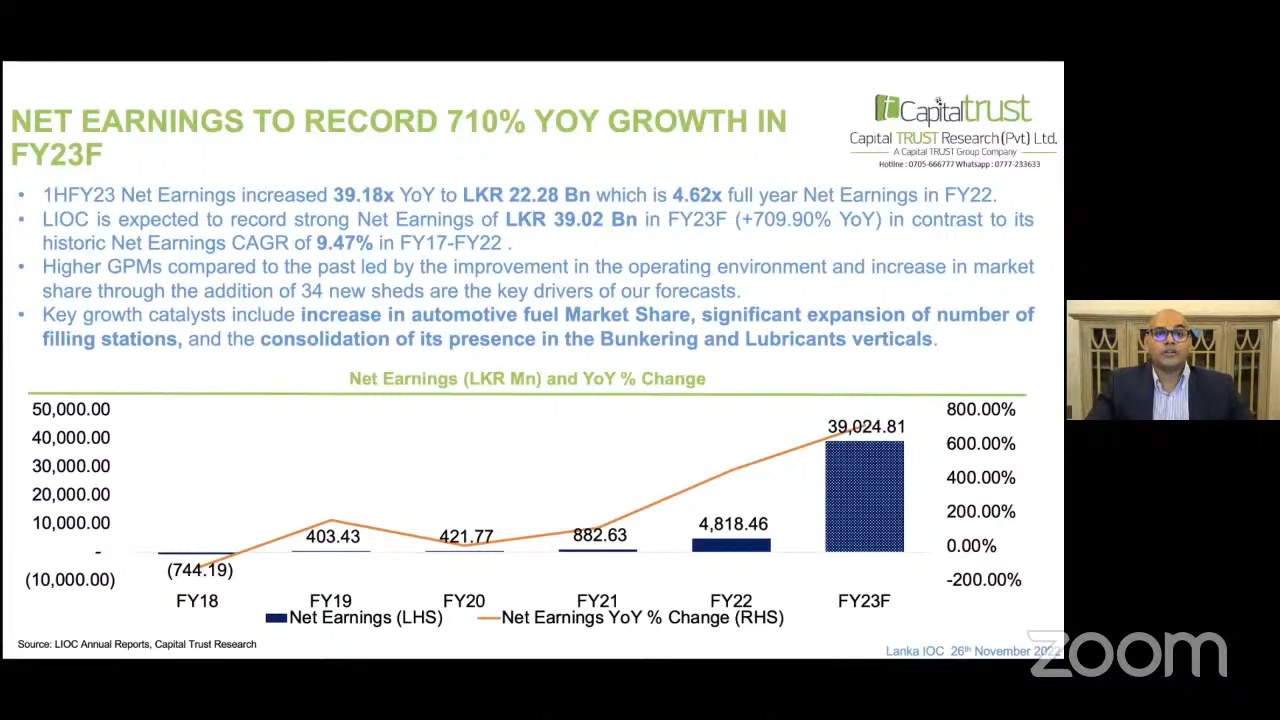 NET EARNINGS TO RECORD 710% YOY GROWTH IN
FY23F
Capitaltrust
Capital TRUST Research (Pvt) Ltd.
A Capital TRUST Group Company
Hotline : 0705-666777 Whatsapp : 0777-233633
• 1HFY23 Net Earnings increased 39.18x YoY to LKR 22.28 Bn which is 4.62x full year Net Earnings in FY22.
• LIOC is expected to record strong Net Earnings of LKR 39.02 Bn in FY23F (+709.90% YoY) in contrast to its
historic Net Earnings CAGR of 9.47% in FY17-FY22 .
• Higher GPMs compared to the past led by the improvement in the operating environment and increase in market
share through the addition of 34 new sheds are the key drivers of our forecasts.
• Key growth catalysts include increase in automotive fuel Market Share, significant expansion of number of
filling stations, and the consolidation of its presence in the Bunkering and Lubricants verticals.
Net Earnings (LKR Mn) and YoY % Change
50,000.00
40,000.00
30,000.00
20,000.00
10,000.00
-
(10,000.00)
(744.19)
403.43
421.77
882.63
4,818.46
39,024.81
800.00%
600.00%
400.00%
200.00%
0.00%
-200.00%
FY18 FY19 FY20 FY21 FY22 FY23F
Net Earnings (LHS) Net Earnings YoY % Change (RHS)
Source: LIOC Annual Reports, Capital Trust Research
Lanka IOC 26th November 2022
zoom